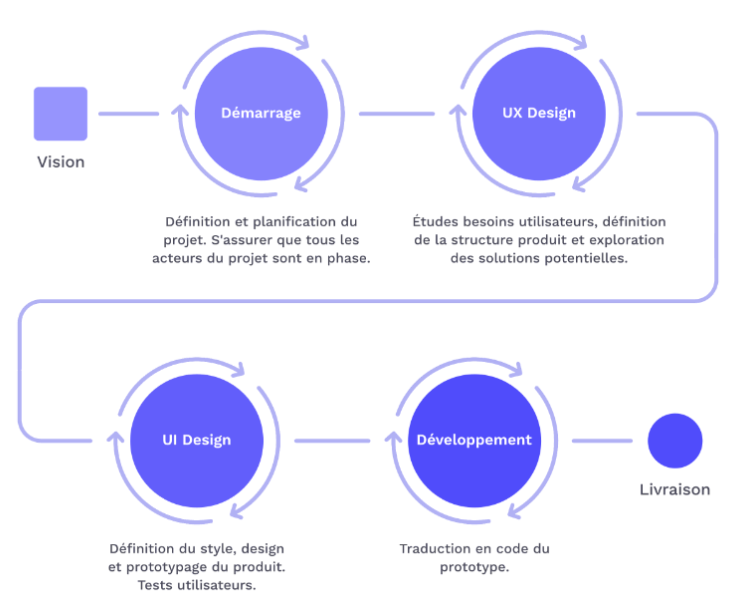 Démarrage
UX Design
Vision
Définition et planification du
projet. S'assurer que tous les
acteurs du projet sont en phase.
Études besoins utilisateurs, définition
de la structure produit et exploration
des solutions potentielles.
UI Design
Développement
Livraison
Définition du style, design
et prototypage du produit.
Tests utilisateurs.
Traduction en code du
prototype.